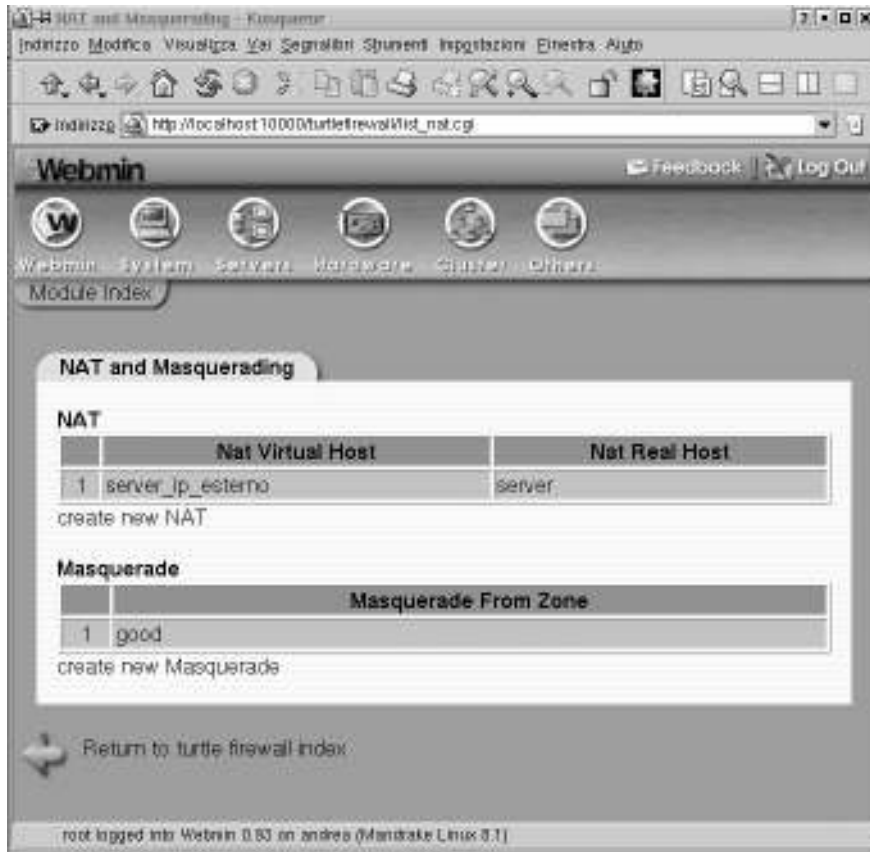 NAT and Masquerading - Konqueror
Indirizzo Modifica Visualizza Vai Segnalibri Strumenti Impostazioni Finestra Aiuto
Indirizzo http://localhost:10000/turtlefirewall/list_nat.cgi
Webmin
Feedback Log Out
Webmin System Servers Hardware Cluster Others
Module Index
NAT and Masquerading
NAT
Nat Virtual Host Nat Real Host
1 server_ip_esterno server
create new NAT
Masquerade
Masquerade From Zone
1 good
create new Masquerade
Return to turtle firewall index
root logged into Webmin 0.93 on andrea (Mandrake Linux 8.1)